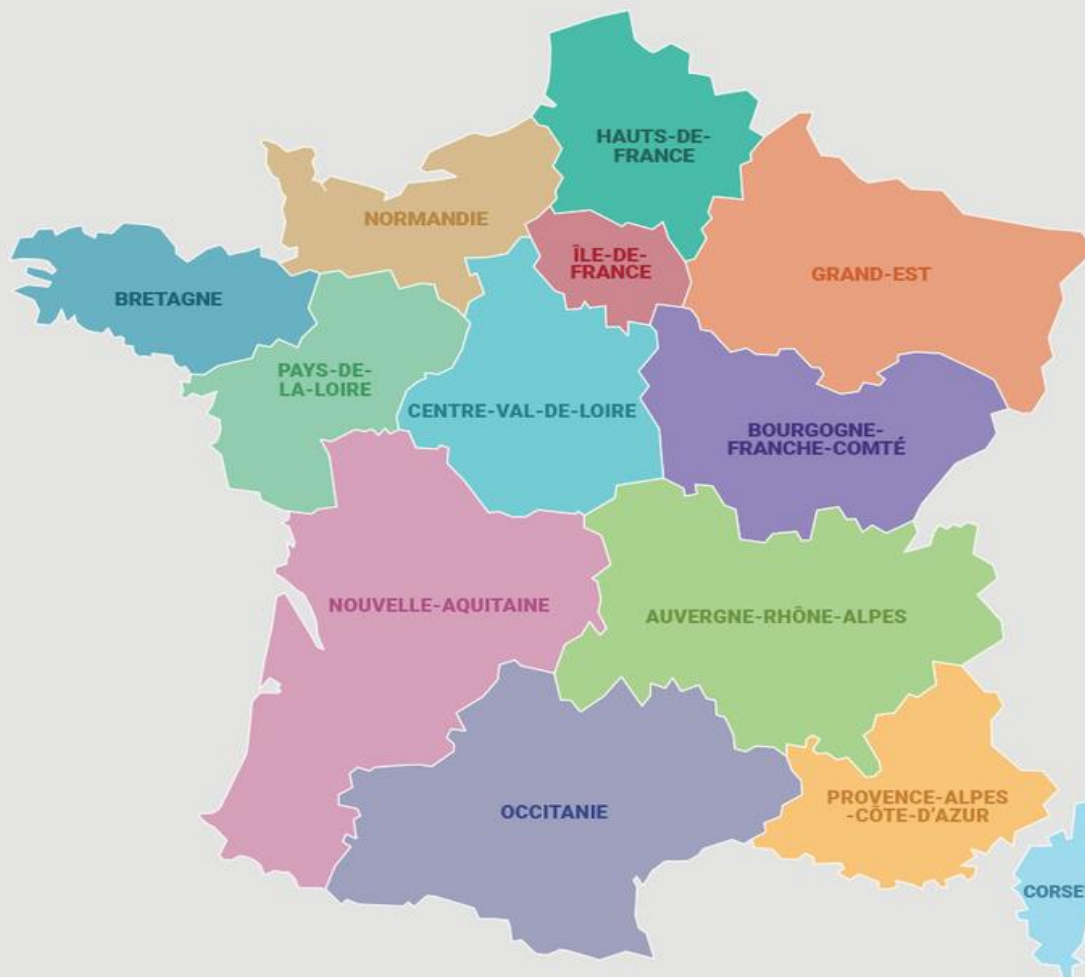 HAUTS-DE-
FRANCE
NORMANDIE
ÎLE-DE-
FRANCE
GRAND-EST
BRETAGNE
PAYS-DE-
LA-LOIRE
CENTRE-VAL-DE-LOIRE
BOURGOGNE-
FRANCHE-COMTÉ
NOUVELLE-AQUITAINE
AUVERGNE-RHÔNE-ALPES
OCCITANIE
PROVENCE-ALPES
-CÔTE-D'AZUR
CORSE